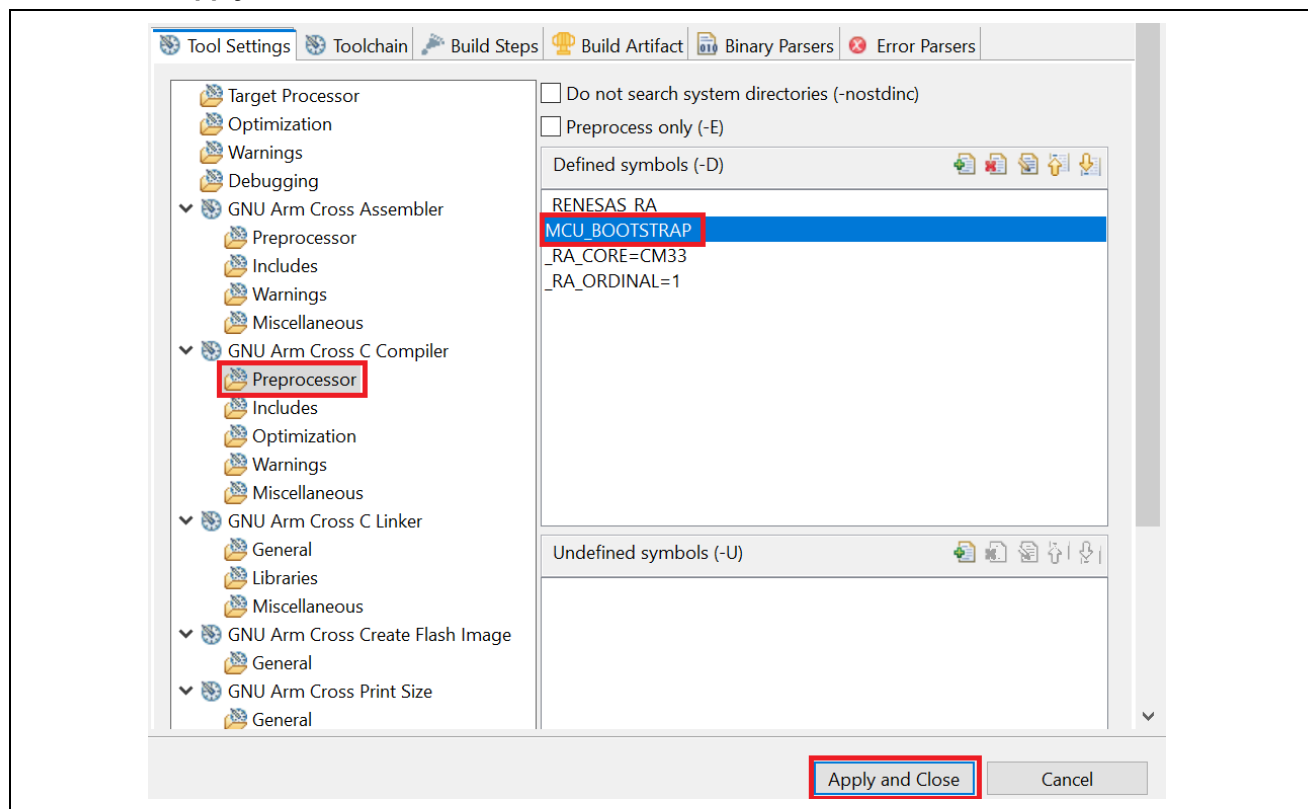 Tool Settings Toolchain Build Steps Build Artifact Binary Parsers Error Parsers
Target Processor
Optimization
Warnings
Debugging
GNU Arm Cross Assembler
Preprocessor
Includes
Warnings
Miscellaneous
GNU Arm Cross C Compiler
Preprocessor
Includes
Optimization
Warnings
Miscellaneous
GNU Arm Cross C Linker
General
Libraries
Miscellaneous
GNU Arm Cross Create Flash Image
General
GNU Arm Cross Print Size
General
Do not search system directories (-nostdinc)
Preprocess only (-E)
Defined symbols (-D)
_RENESAS_RA_
MCU_BOOTSTRAP
_RA_CORE=CM33
_RA_ORDINAL=1
Undefined symbols (-U)
Apply and Close Cancel